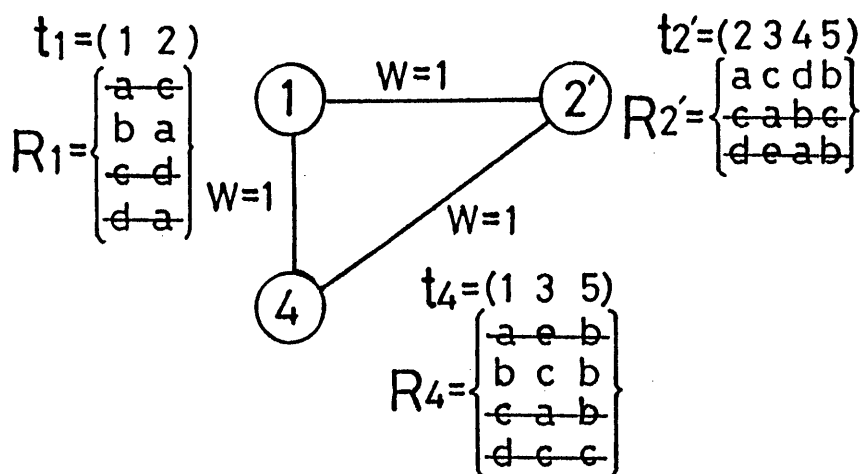 t1=(1 2)
R1={
a c
b a
c d
d a
}
1
W=1
2'
t2'=(2 3 4 5)
R2'={
a c d b
c a b c
d e a b
}
W=1
W=1
4
t4=(1 3 5)
R4={
a e b
b c b
c a b
d c c
}